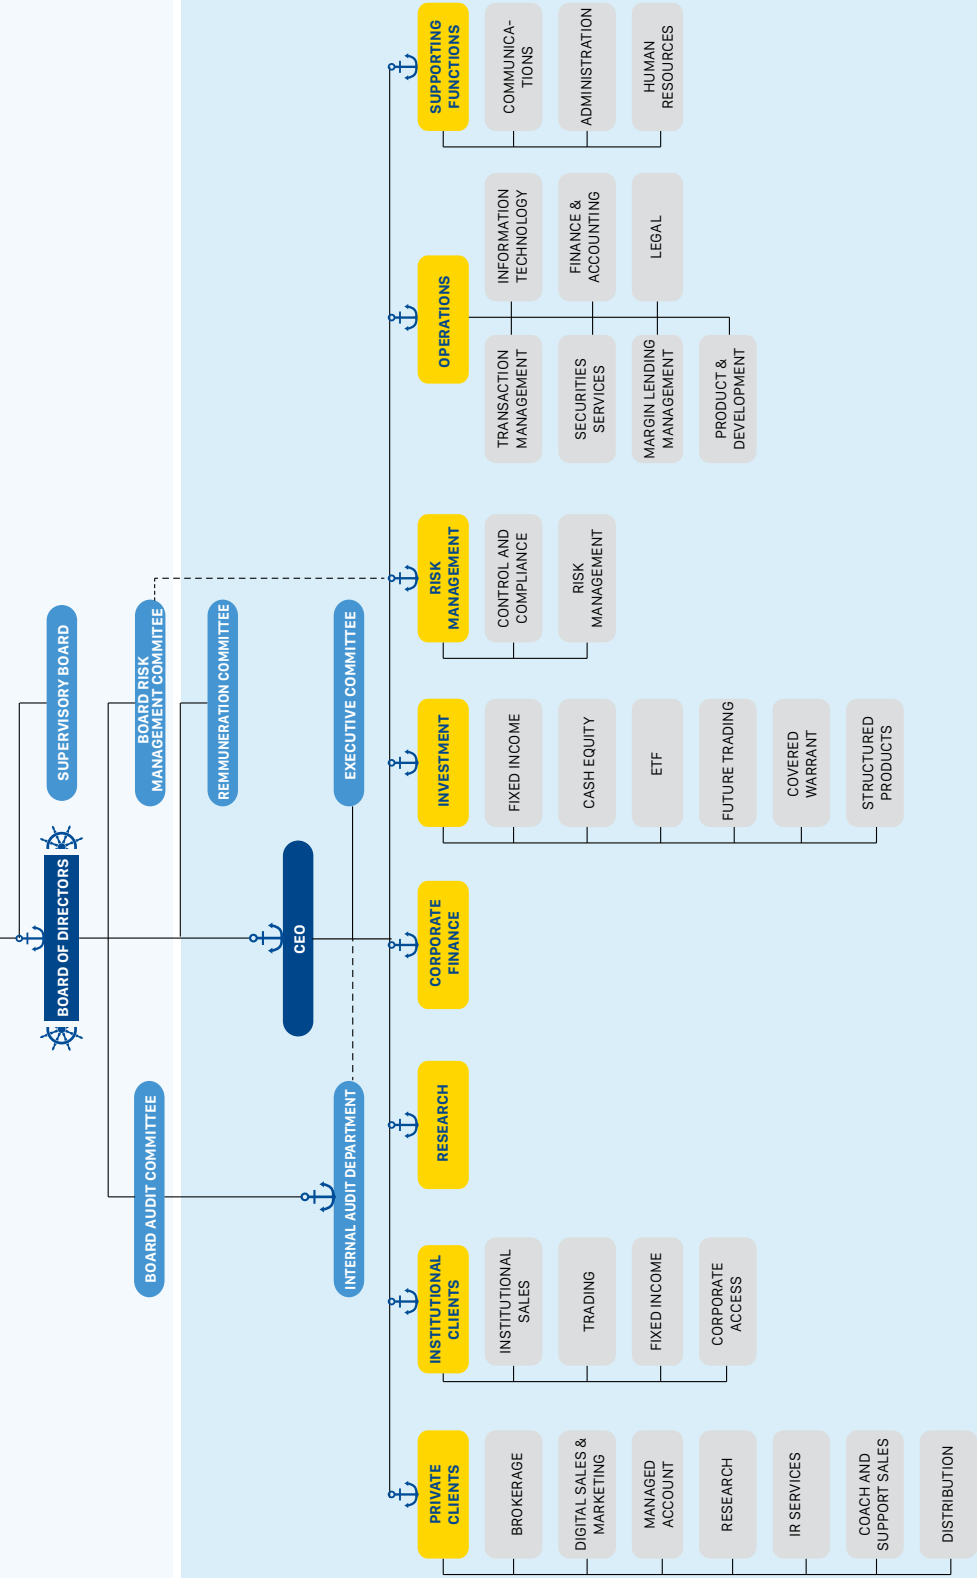 SUPERVISORY BOARD
BOARD OF DIRECTORS
BOARD AUDIT COMMITTEE
BOARD RISK
MANAGEMENT COMMITEE
REMMUNERATION COMMITTEE
CEO
INTERNAL AUDIT DEPARTMENT
EXECUTIVE COMMITTEE
PRIVATE
CLIENTS
BROKERAGE
DIGITAL SALES &
MARKETING
MANAGED
ACCOUNT
RESEARCH
IR SERVICES
COACH AND
SUPPORT SALES
DISTRIBUTION
INSTITUTIONAL
CLIENTS
INSTITUTIONAL
SALES
TRADING
FIXED INCOME
CORPORATE
ACCESS
RESEARCH
CORPORATE
FINANCE
INVESTMENT
FIXED INCOME
CASH EQUITY
ETF
FUTURE TRADING
COVERED
WARRANT
STRUCTURED
PRODUCTS
RISK
MANAGEMENT
CONTROL AND
COMPLIANCE
RISK
MANAGEMENT
OPERATIONS
TRANSACTION
MANAGEMENT
SECURITIES
SERVICES
MARGIN LENDING
MANAGEMENT
PRODUCT &
DEVELOPMENT
INFORMATION
TECHNOLOGY
FINANCE &
ACCOUNTING
LEGAL
SUPPORTING
FUNCTIONS
COMMUNICA-
TIONS
ADMINISTRATION
HUMAN
RESOURCES